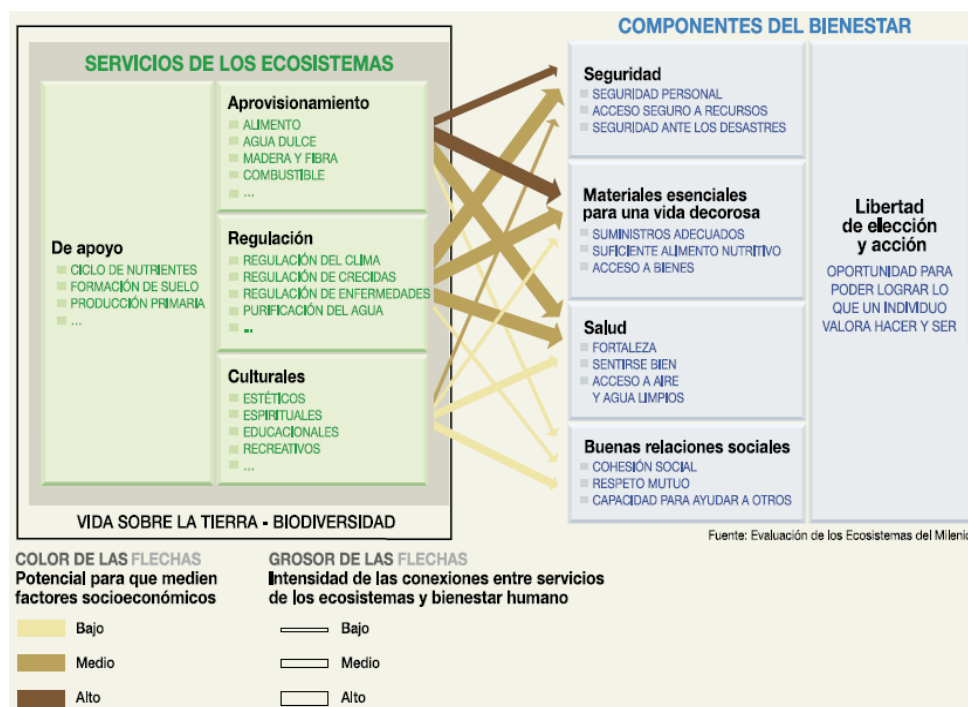 SERVICIOS DE LOS ECOSISTEMAS
De apoyo
CICLO DE NUTRIENTES
FORMACIÓN DE SUELO
PRODUCCIÓN PRIMARIA
...
Aprovisionamiento
ALIMENTO
AGUA DULCE
MADERA Y FIBRA
COMBUSTIBLE
...
Regulación
REGULACIÓN DEL CLIMA
REGULACIÓN DE CRECIDAS
REGULACIÓN DE ENFERMEDADES
PURIFICACIÓN DEL AGUA
...
Culturales
ESTÉTICOS
ESPIRITUALES
EDUCACIONALES
RECREATIVOS
...
VIDA SOBRE LA TIERRA - BIODIVERSIDAD
COMPONENTES DEL BIENESTAR
Seguridad
SEGURIDAD PERSONAL
ACCESO SEGURO A RECURSOS
SEGURIDAD ANTE LOS DESASTRES
Materiales esenciales
para una vida decorosa
SUMINISTROS ADECUADOS
SUFICIENTE ALIMENTO NUTRITIVO
ACCESO A BIENES
Salud
FORTALEZA
SENTIRSE BIEN
ACCESO A AIRE
Y AGUA LIMPIOS
Buenas relaciones sociales
COHESIÓN SOCIAL
RESPETO MUTUO
CAPACIDAD PARA AYUDAR A OTROS
Libertad
de elección
y acción
OPORTUNIDAD PARA
PODER LOGRAR LO
QUE UN INDIVIDUO
VALORA HACER Y SER
Fuente: Evaluación de los Ecosistemas del Milenio
COLOR DE LAS FLECHAS
Potencial para que medien
factores socioeconómicos
Bajo
Medio
Alto
GROSOR DE LAS FLECHAS
Intensidad de las conexiones entre servicios
de los ecosistemas y bienestar humano
Bajo
Medio
Alto